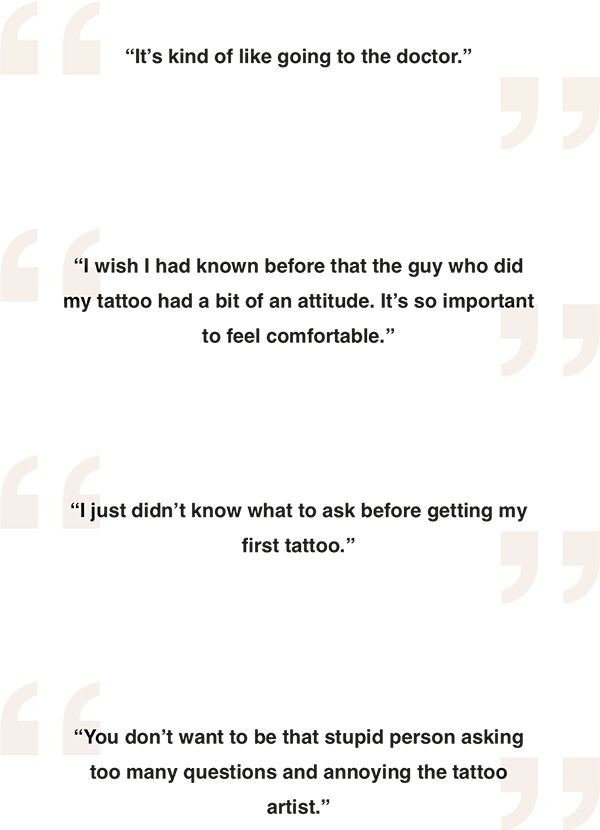 “It’s kind of like going to the doctor.”
“I wish I had known before that the guy who did
my tattoo had a bit of an attitude. It’s so important
to feel comfortable.”
“I just didn’t know what to ask before getting my
first tattoo.”
“You don’t want to be that stupid person asking
too many questions and annoying the tattoo
artist.”